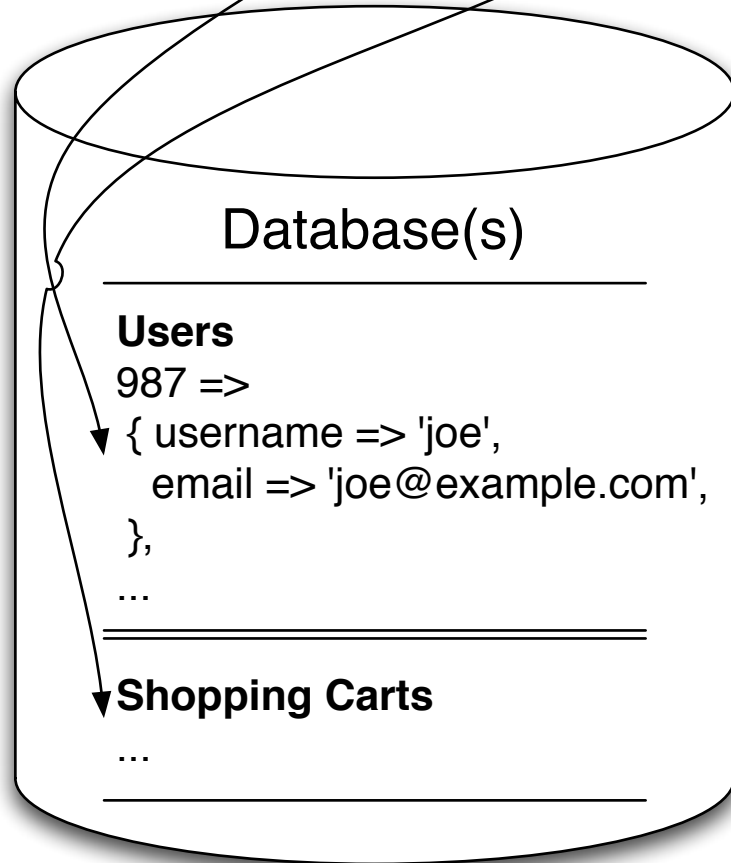 Database(s)
Users
987 =>
{ username => 'joe',
email => 'joe@example.com',
},
...
Shopping Carts
...